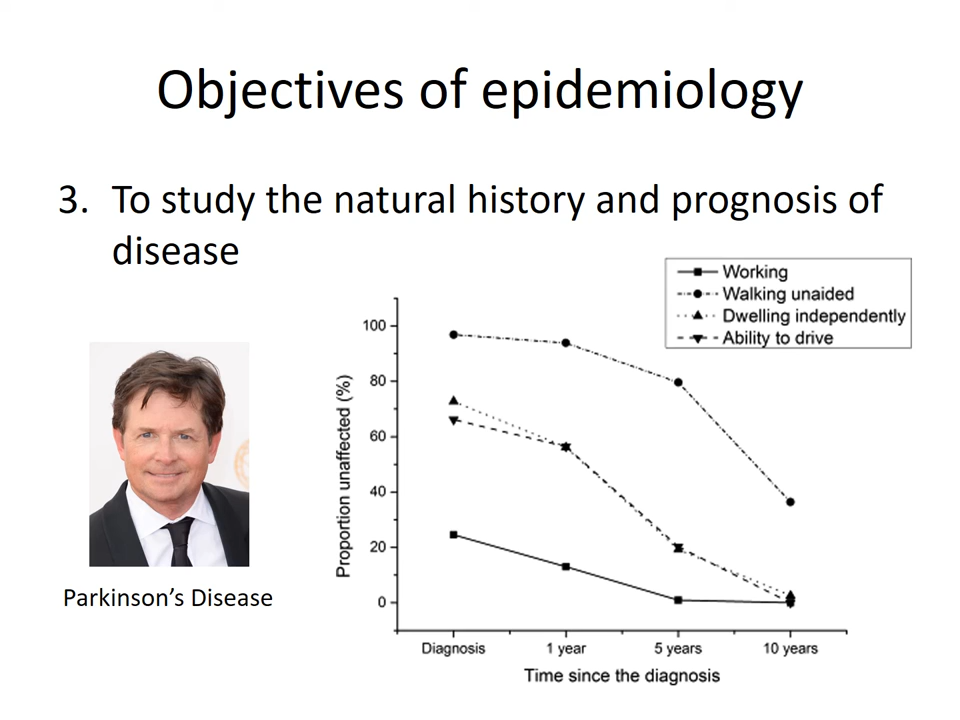 Objectives of epidemiology
3. To study the natural history and prognosis of
disease
Working
Walking unaided
Dwelling independently
Ability to drive
Proportion unaffected (%)
100
80
60
40
20
0
Diagnosis 1 year 5 years 10 years
Time since the diagnosis
Parkinson’s Disease